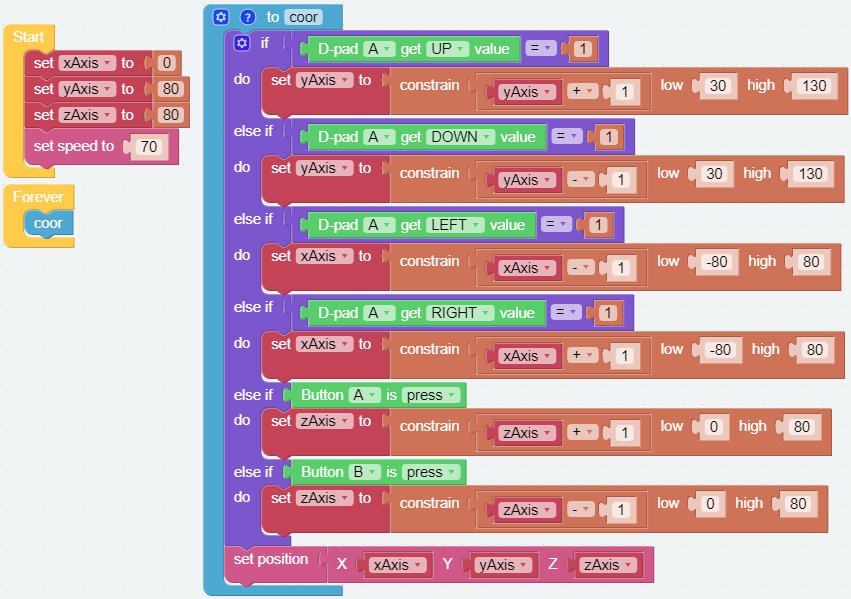 Start
set xAxis to 0
set yAxis to 80
set zAxis to 80
set speed to 70
Forever
coor
? to coor
if D-pad A get UP value = 1
do set yAxis to constrain yAxis + 1 low 30 high 130
else if D-pad A get DOWN value = 1
do set yAxis to constrain yAxis - 1 low 30 high 130
else if D-pad A get LEFT value = 1
do set xAxis to constrain xAxis - 1 low -80 high 80
else if D-pad A get RIGHT value = 1
do set xAxis to constrain xAxis + 1 low -80 high 80
else if Button A is press
do set zAxis to constrain zAxis + 1 low 0 high 80
else if Button B is press
do set zAxis to constrain zAxis - 1 low 0 high 80
set position X xAxis Y yAxis Z zAxis